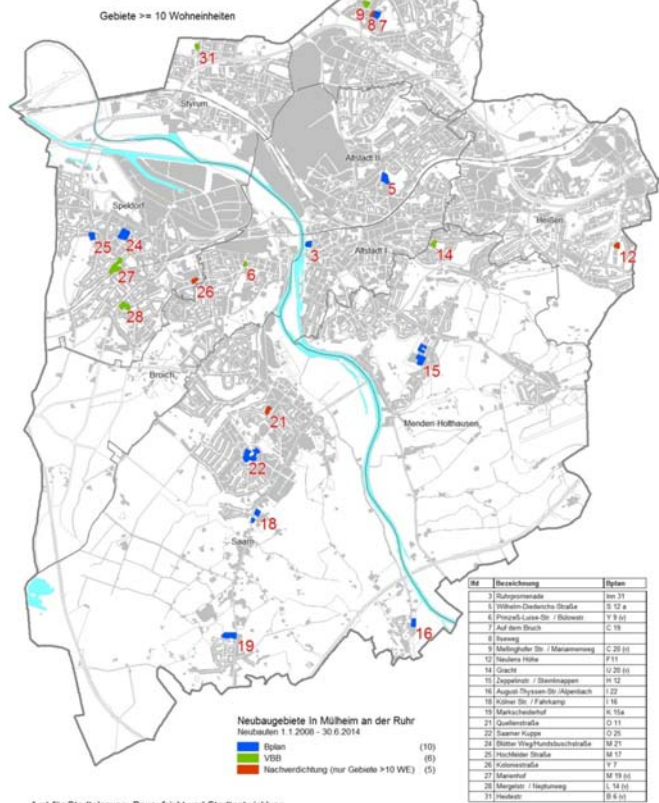 Gebiete >= 10 Wohneinheiten
9
8
7
31
Styrum
Altstadt II
5
Speldorf
Heißen
25
24
3
Altstadt I
14
12
27
6
26
28
15
Broich
21
Menden-Holthausen
22
18
Saarn
16
19
lfd Bezeichnung Bplan
3 Ruhrpromenade Inn 31
5 Wilhelm-Diederichs-Straße S 12 a
6 Prinzeß-Luise-Str. / Bülowstr. Y 9 (v)
7 Auf dem Bruch C 19
8 Ilseweg
9 Mellinghofer Str. / Mariannenweg C 20 (v)
12 Neulens Höhe F11
14 Gracht U 20 (v)
15 Zeppelinstr. / Steinknappen H 12
16 August-Thyssen-Str./Alpenbach I 22
18 Kölner Str. / Fahrkamp I 16
19 Markscheiderhof K 15a
21 Quellenstraße O 11
22 Saarner Kuppe O 25
24 Blötter Weg/Hundsbuschstraße M 21
25 Hochfelder Straße M 17
26 Koloniestraße Y 7
27 Marienhof M 19 (v)
28 Mergelstr. / Neptunweg L 14 (v)
31 Heidestr. B 6 (v)
Neubaugebiete In Mülheim an der Ruhr
Neubauten 1.1.2008 - 30.6.2014
Bplan (10)
VBB (6)
Nachverdichtung (nur Gebiete >10 WE) (5)